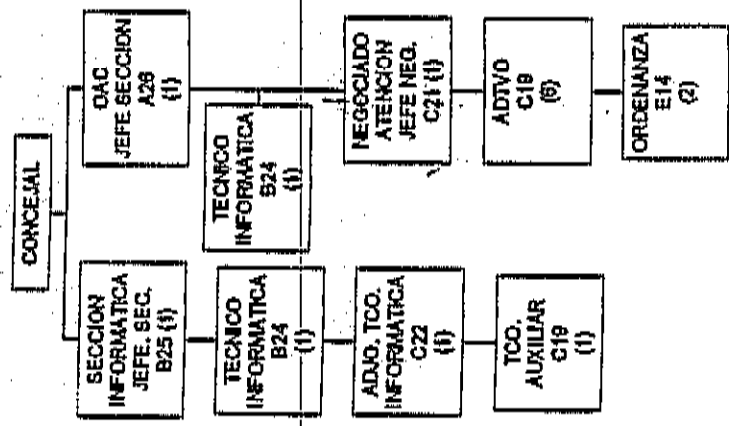 CONCEJAL
SECCION
INFORMATICA
JEFE. SEC.
B25 (1)
TECNICO
INFORMATICA
B24
(1)
ADJO. TCO.
INFORMATICA
C22
(1)
TCO.
AUXILIAR
C19
(1)
OAC
JEFE SECCION
A26
(1)
TECNICO
INFORMATICA
B24
(1)
NEGOCIADO
ATENCION
JEFE NEG.
C21 (1)
ADTVO
C19
(6)
ORDENANZA
E14
(2)